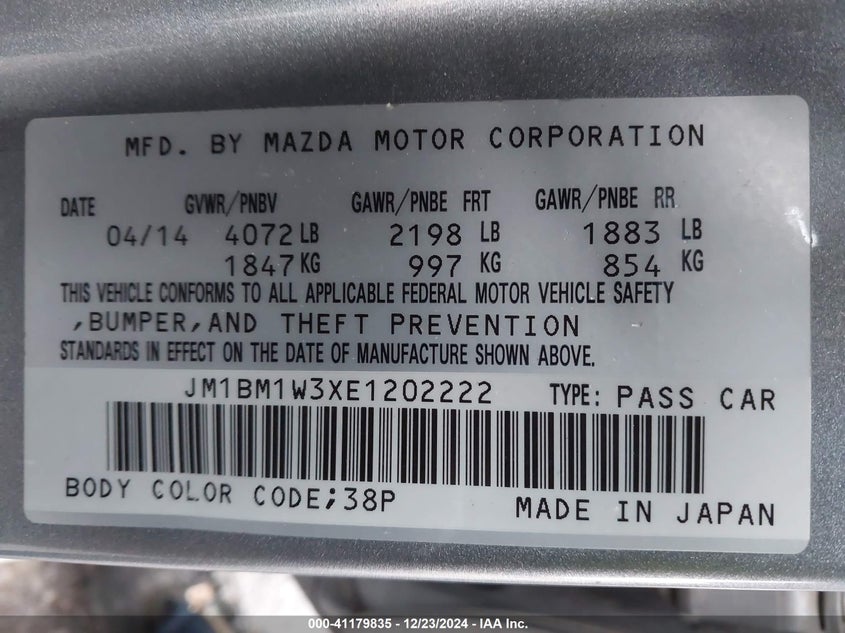 MFD. BY MAZDA MOTOR CORPORATION
DATE GVWR/PNBV GAWR/PNBE FRT GAWR/PNBE RR
04/14 4072 LB 2198 LB 1883 LB
1847 KG 997 KG 854 KG
THIS VEHICLE CONFORMS TO ALL APPLICABLE FEDERAL MOTOR VEHICLE SAFETY
,BUMPER,AND THEFT PREVENTION
STANDARDS IN EFFECT ON THE DATE OF MANUFACTURE SHOWN ABOVE.
JM1BM1W3XE1202222 TYPE: PASS CAR
BODY COLOR CODE;38P MADE IN JAPAN
000-41179835 - 12/23/2024 - IAA Inc.